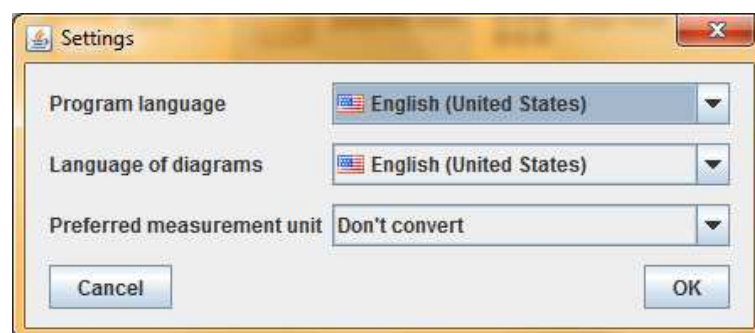 Settings
Program language English (United States)
Language of diagrams English (United States)
Preferred measurement unit Don't convert
Cancel OK